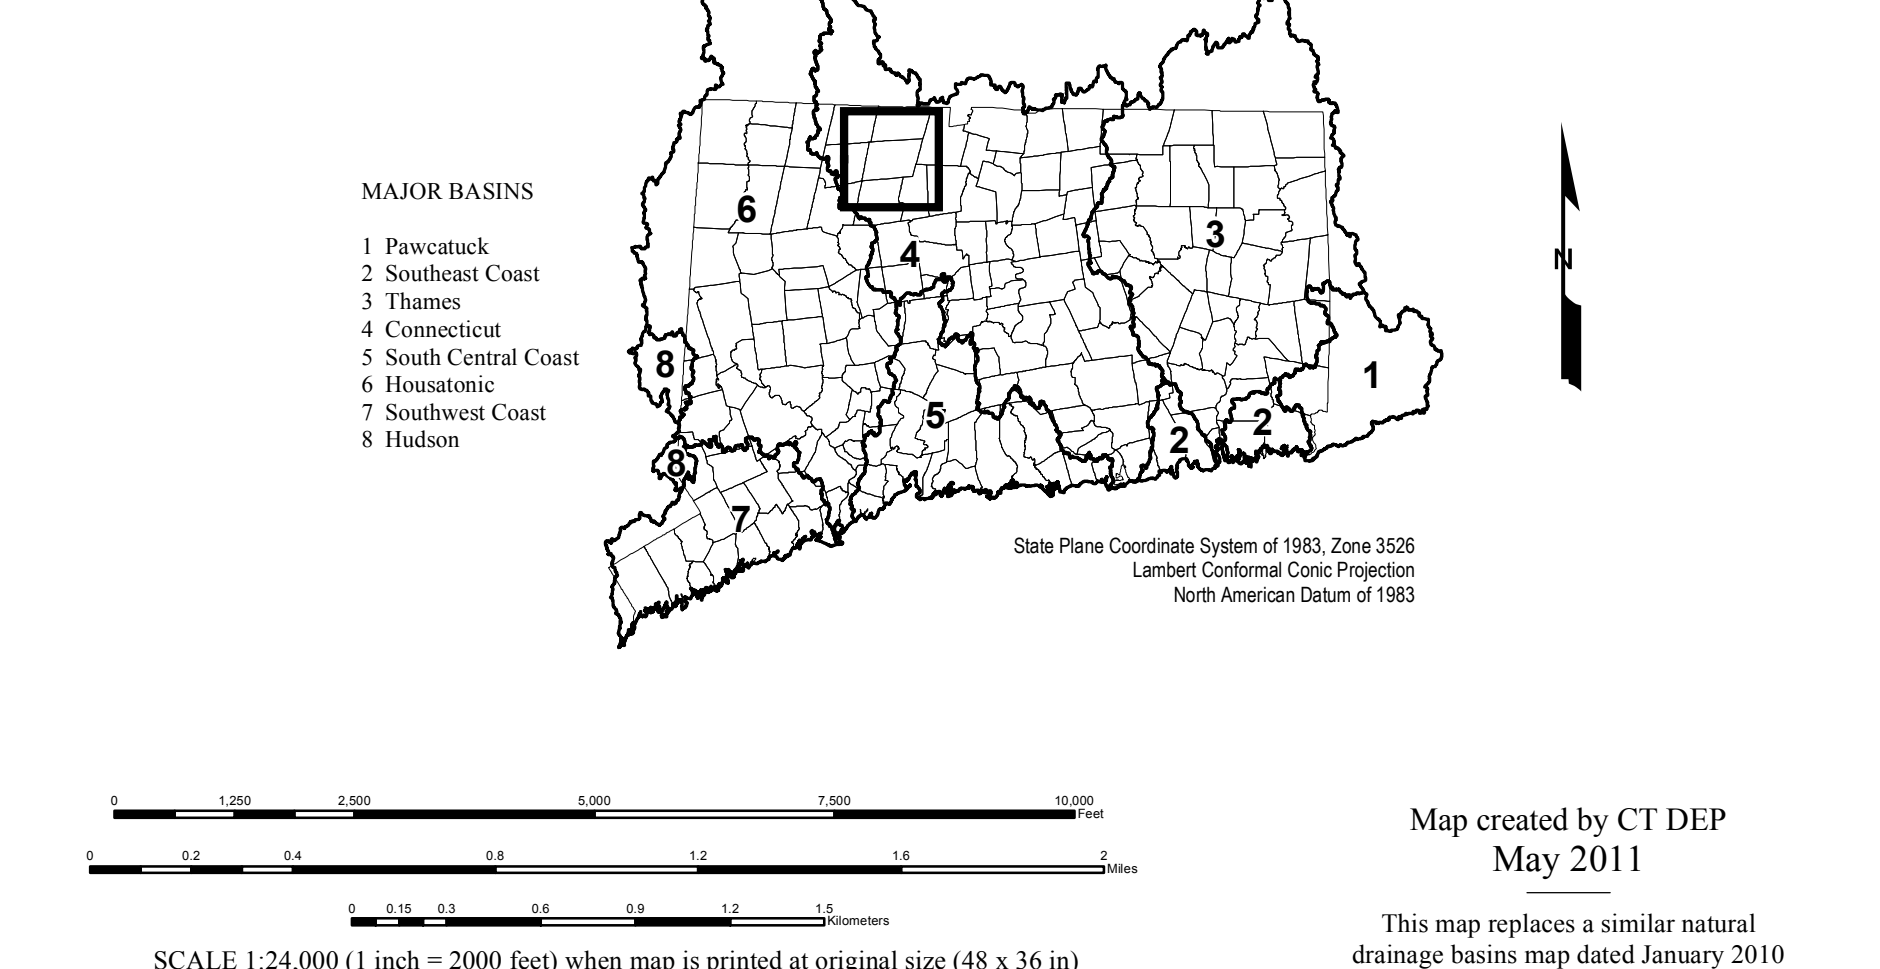 MAJOR BASINS
1 Pawcatuck
2 Southeast Coast
3 Thames
4 Connecticut
5 South Central Coast
6 Housatonic
7 Southwest Coast
8 Hudson
6
4
3
8
1
5
2
2
8
7
N
State Plane Coordinate System of 1983, Zone 3526
Lambert Conformal Conic Projection
North American Datum of 1983
0 1,250 2,500 5,000 7,500 10,000
Feet
0 0.2 0.4 0.8 1.2 1.6 2
Miles
0 0.15 0.3 0.6 0.9 1.2 1.5
Kilometers
SCALE 1:24,000 (1 inch = 2000 feet) when map is printed at original size (48 x 36 in)
Map created by CT DEP
May 2011
This map replaces a similar natural
drainage basins map dated January 2010